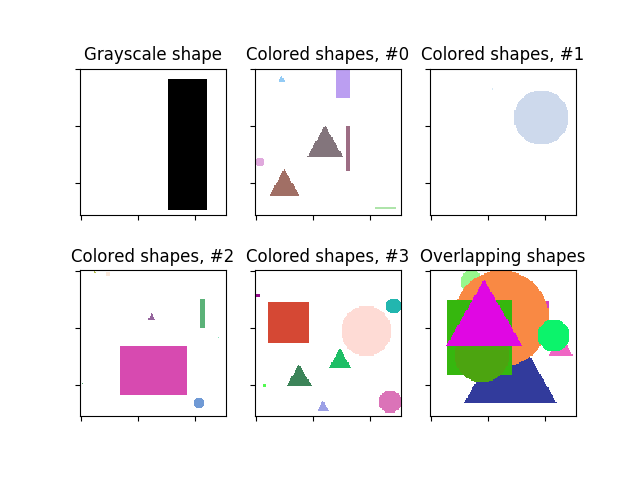 Grayscale shape
Colored shapes, #0
Colored shapes, #1
Colored shapes, #2
Colored shapes, #3
Overlapping shapes